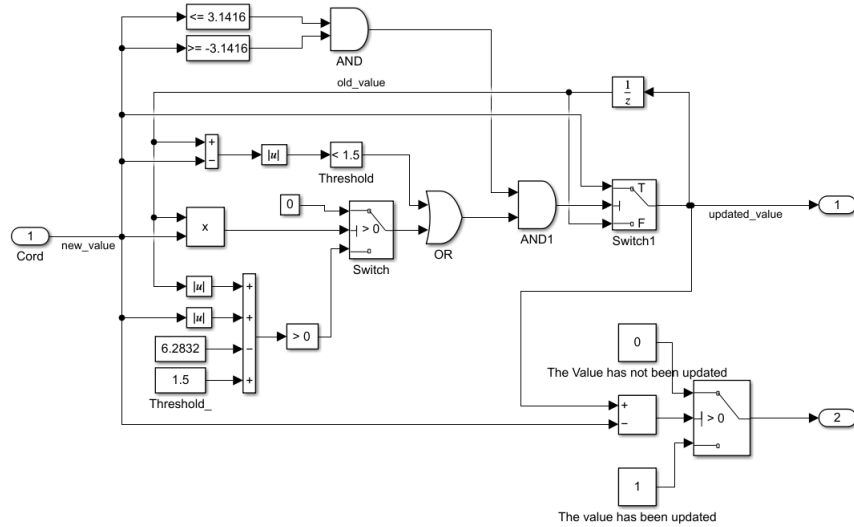 <= 3.1416
>= -3.1416
AND
old_value
1
z
+
−
|u|
< 1.5
Threshold
0
x
> 0
Switch
OR
AND1
T
F
Switch1
updated_value
1
1
Cord
new_value
|u|
|u|
6.2832
1.5
Threshold_
+
+
−
+
> 0
0
The Value has not been updated
+
−
> 0
2
1
The value has been updated